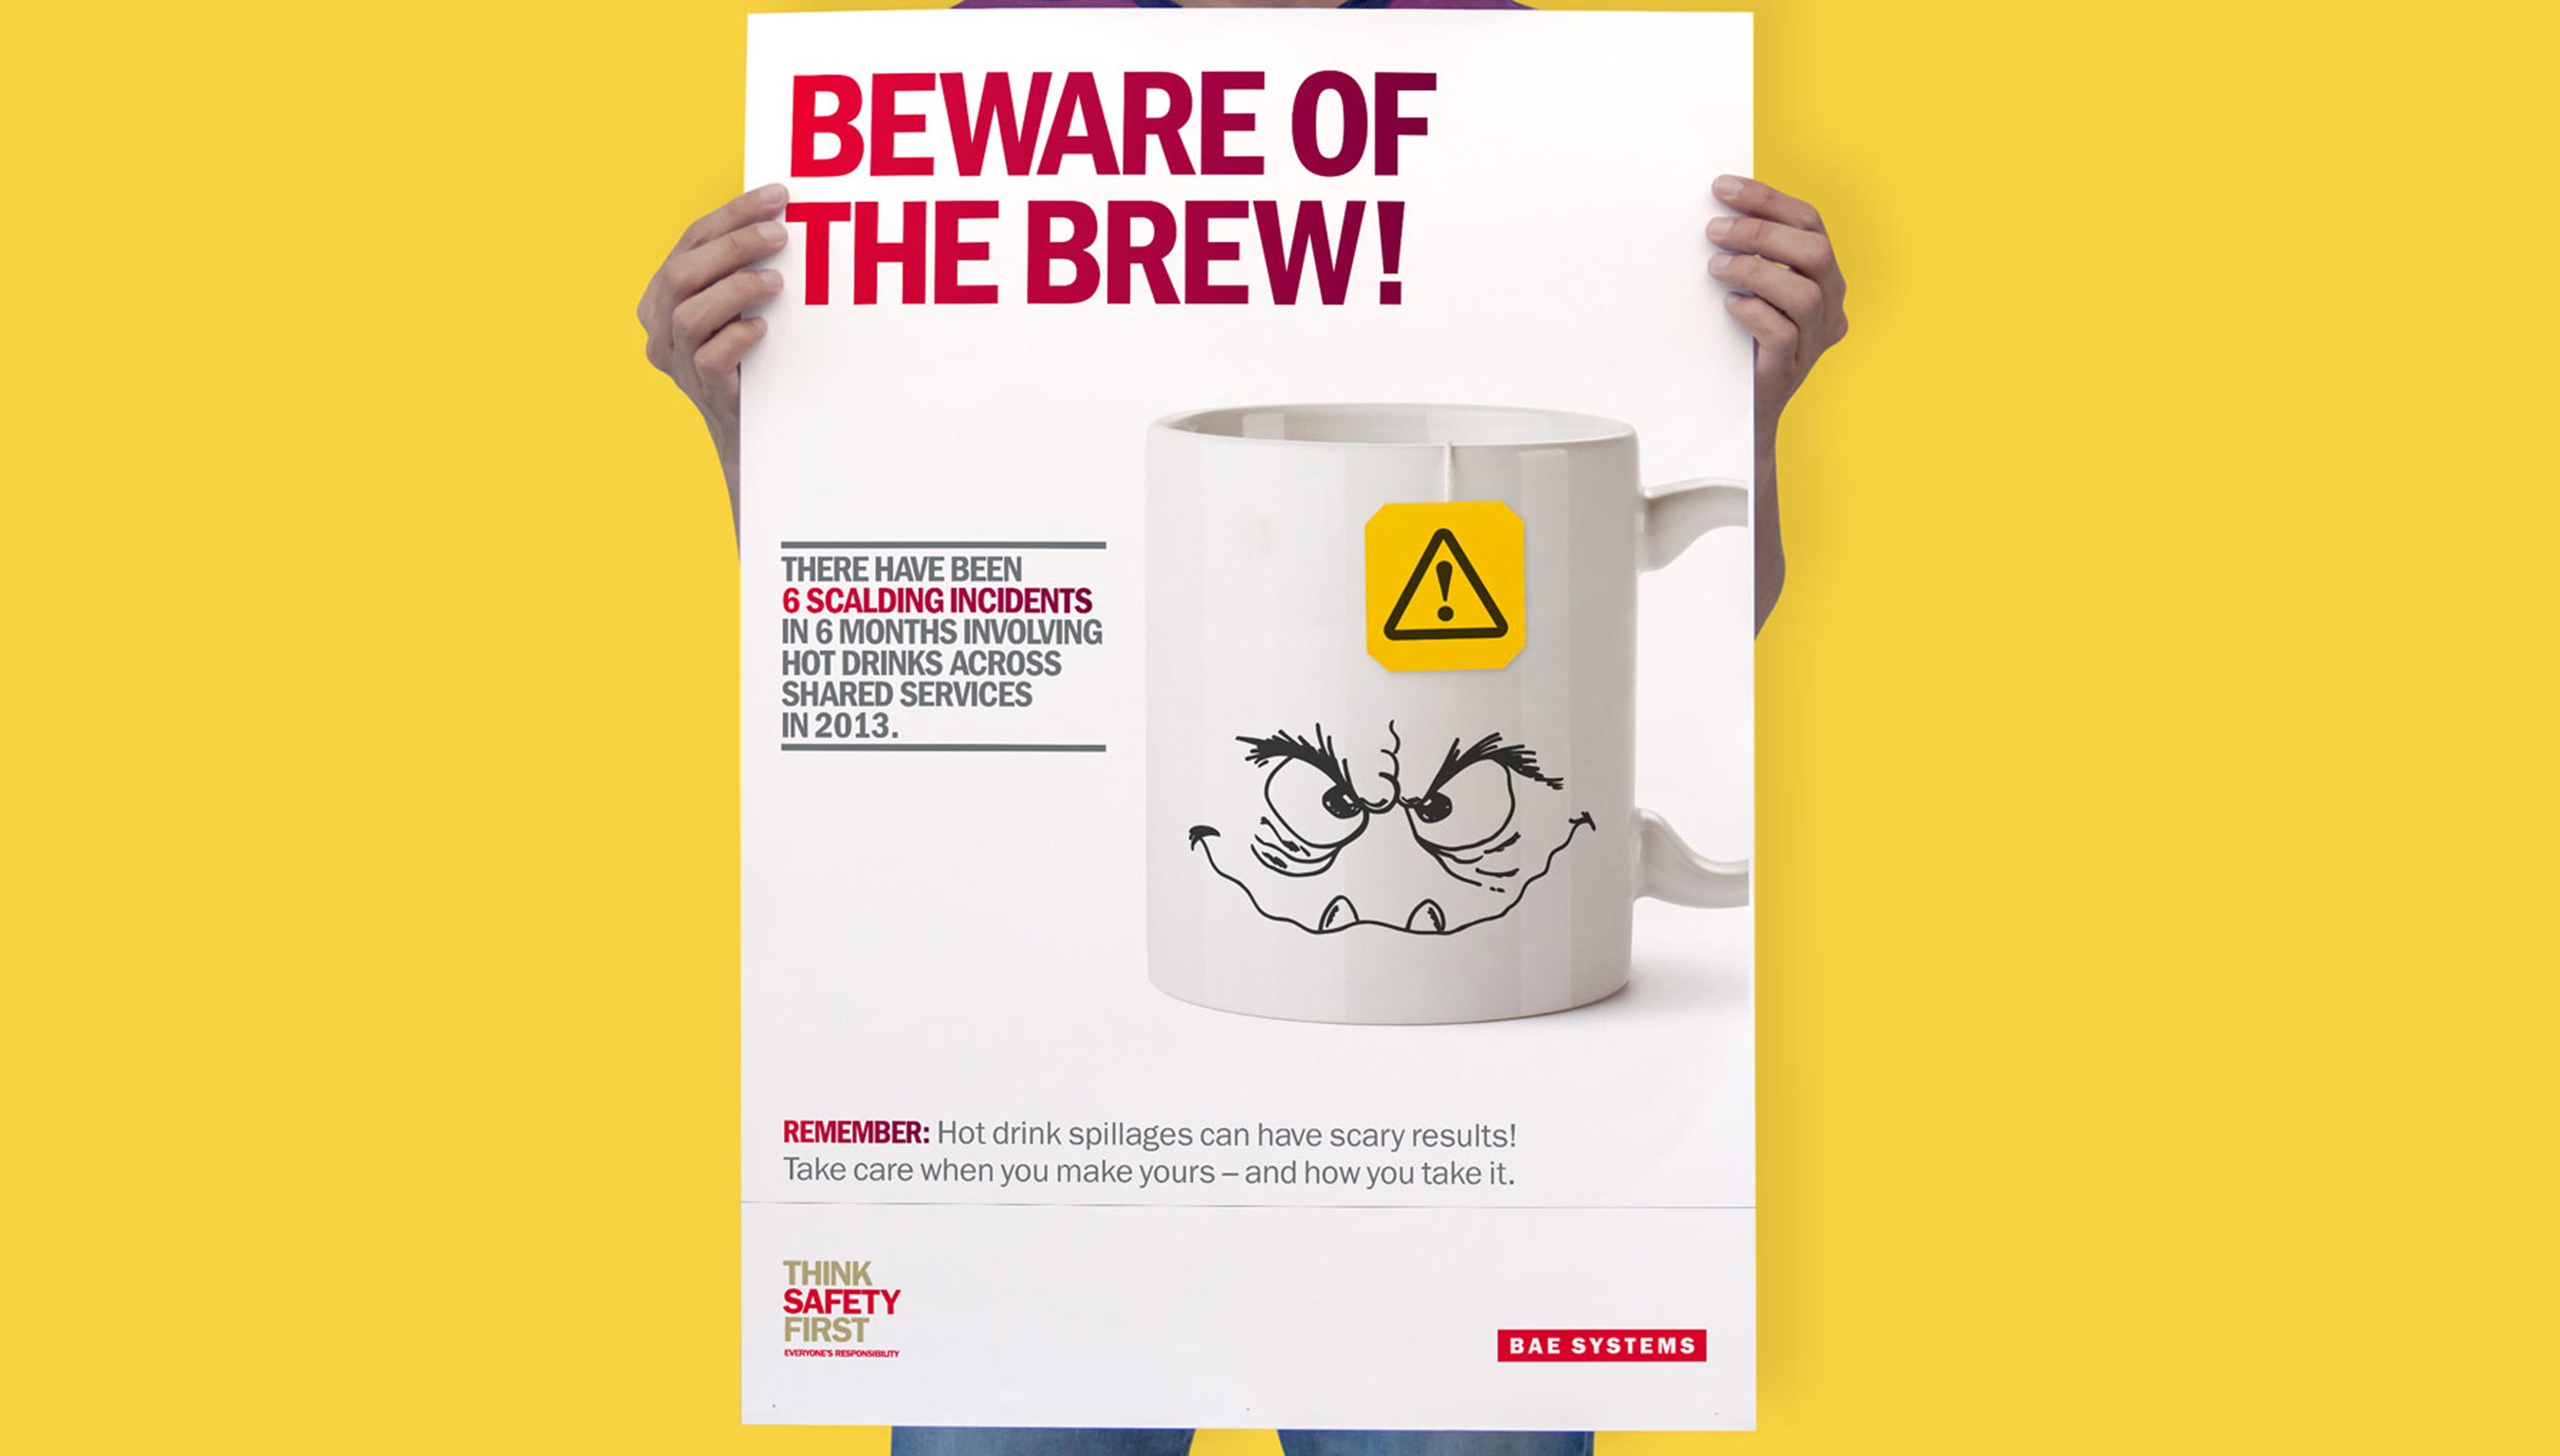 BEWARE OF
THE BREW!
THERE HAVE BEEN
6 SCALDING INCIDENTS
IN 6 MONTHS INVOLVING
HOT DRINKS ACROSS
SHARED SERVICES
IN 2013.
REMEMBER: Hot drink spillages can have scary results!
Take care when you make yours – and how you take it.
THINK
SAFETY
FIRST
EVERYONE'S RESPONSIBILITY
BAE SYSTEMS